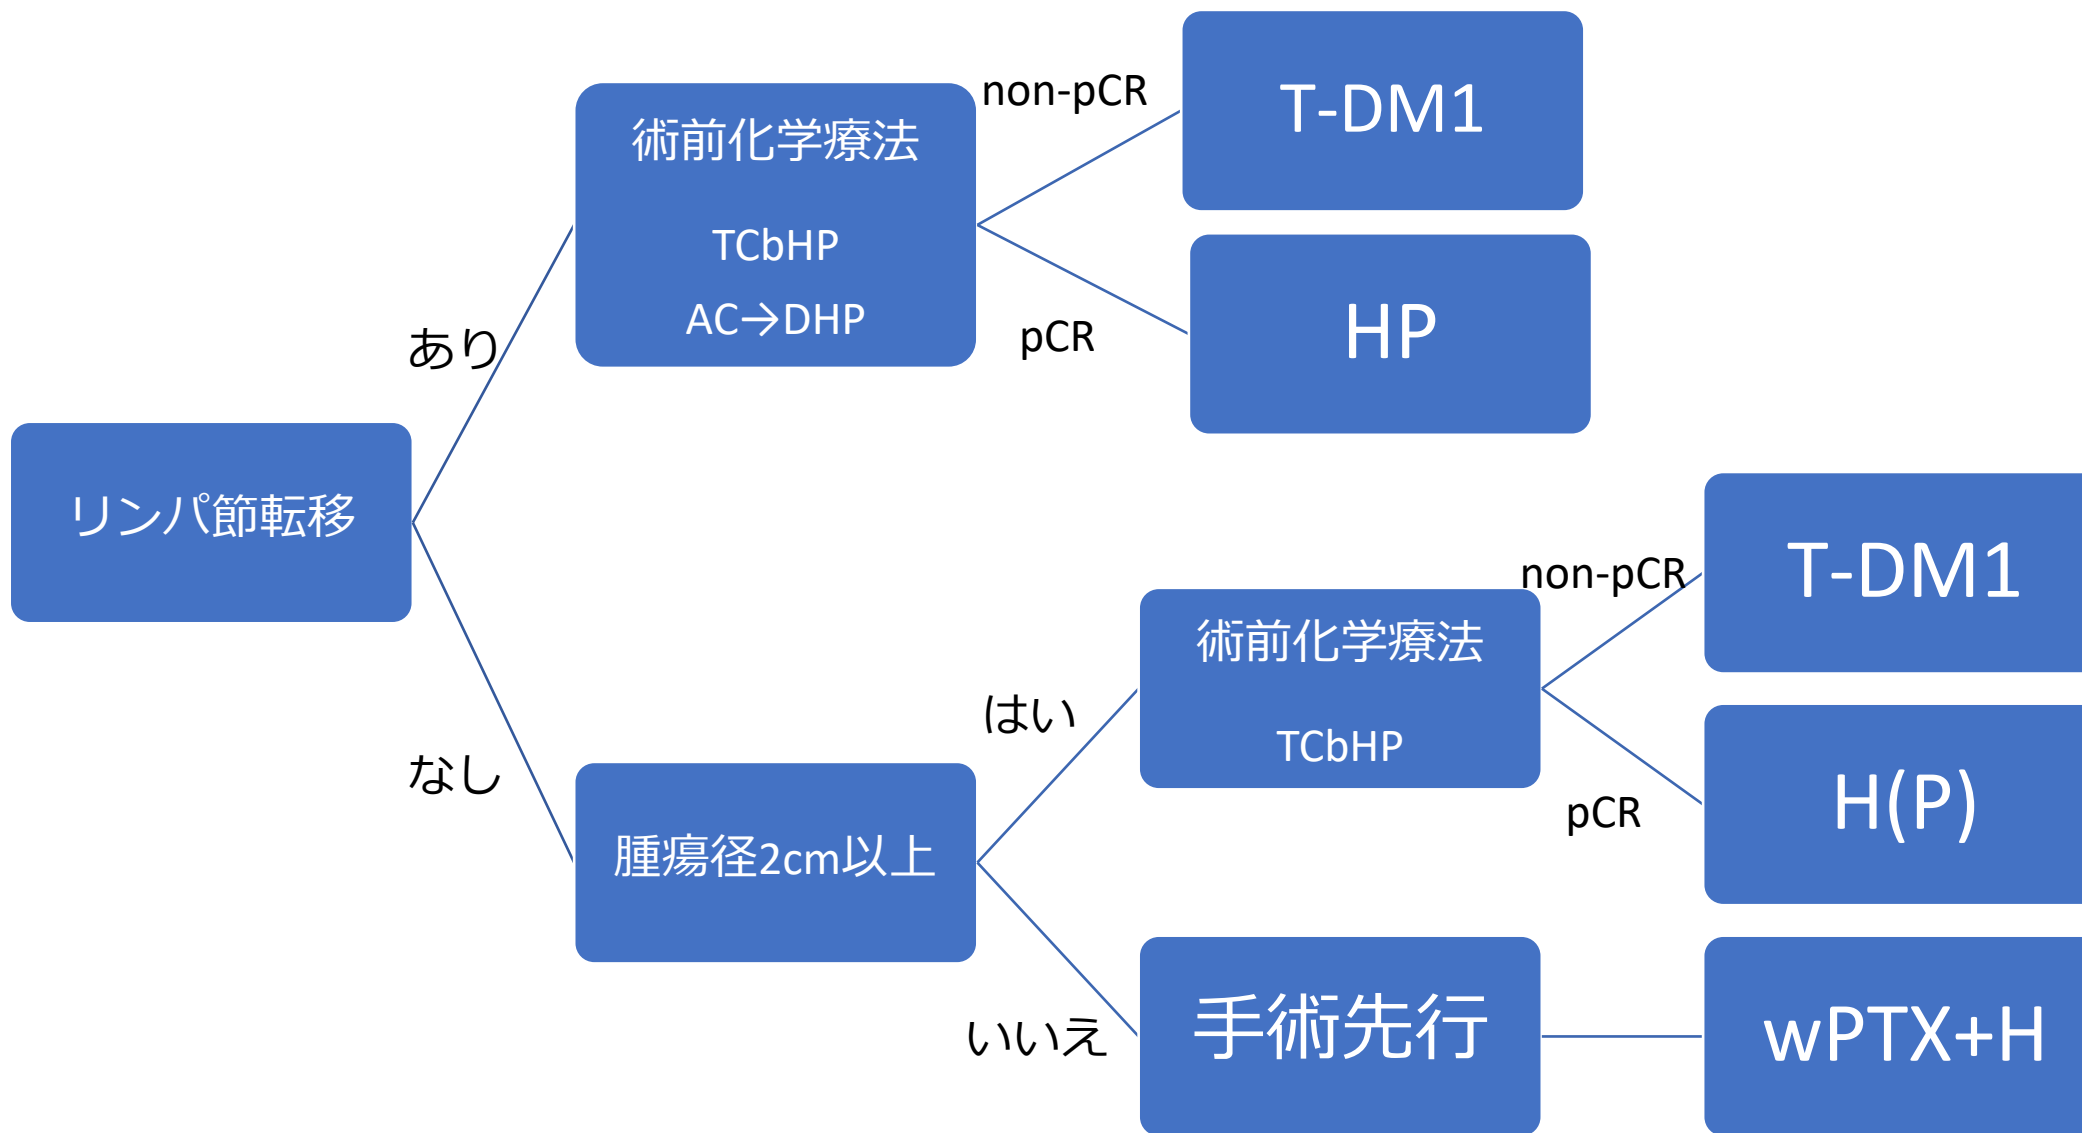 リンパ節転移
あり
術前化学療法
TCbHP
AC→DHP
non-pCR
T-DM1
pCR
HP
なし
腫瘍径2cm以上
はい
術前化学療法
TCbHP
non-pCR
T-DM1
pCR
H(P)
いいえ
手術先行
wPTX+H